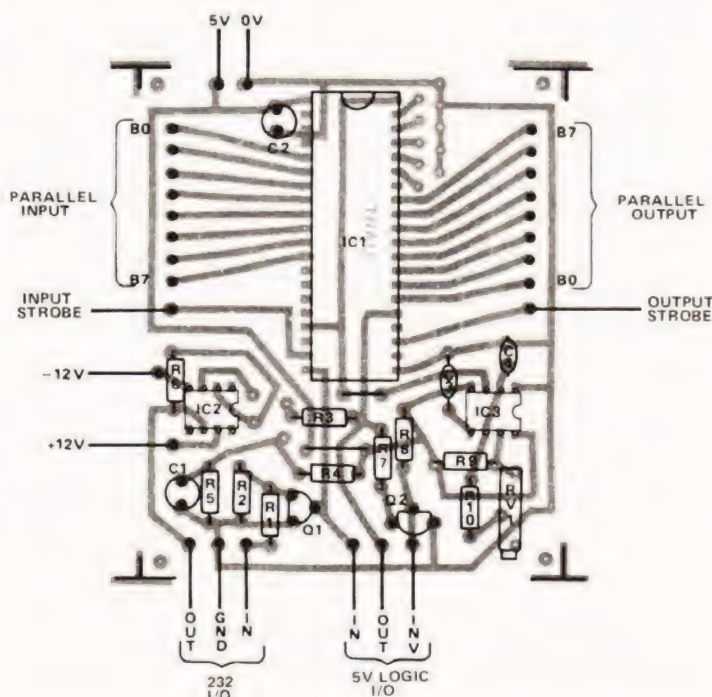 5V 0V
C2
B0
B7
PARALLEL
INPUT
PARALLEL
OUTPUT
IC1
B7
B0
INPUT
STROBE
OUTPUT
STROBE
-12V
R6
IC2
C4
IC3
+12V
R3
R4
R7
R8
R9
R10
C1
R5
R2
R1
Q1
Q2
OUT
GND
IN
IN
OUT
INV
232
I/O
5V LOGIC
I/O